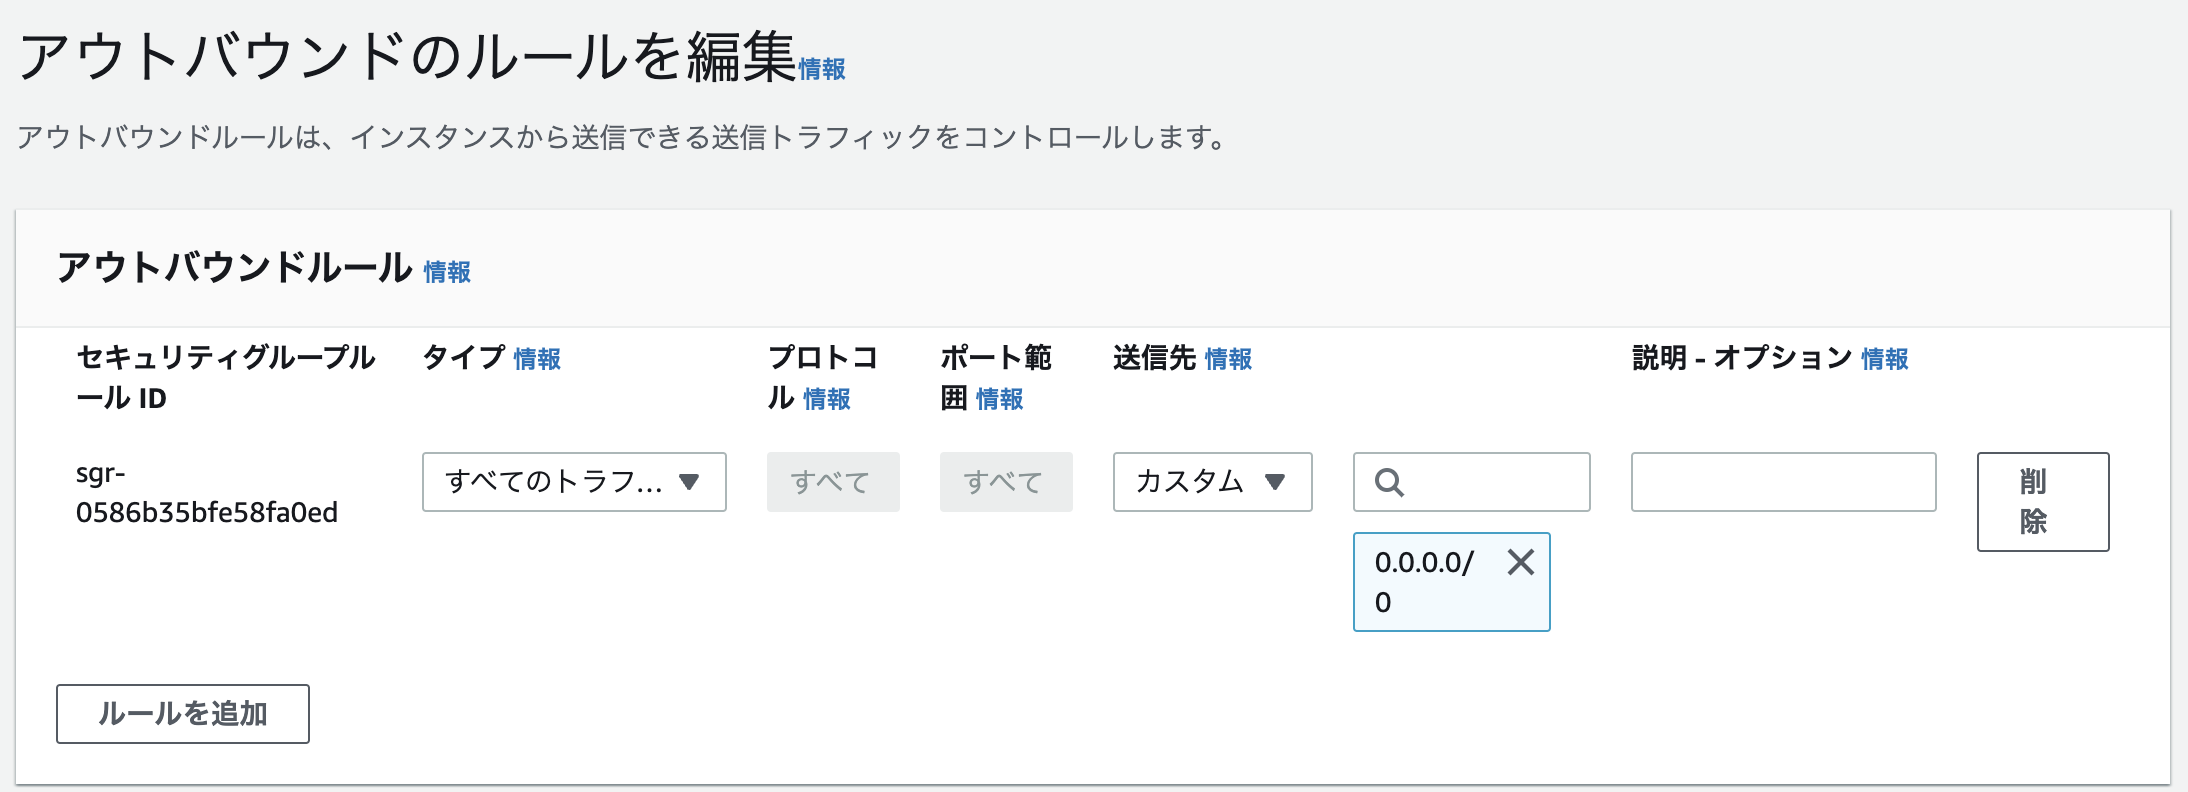 アウトバウンドのルールを編集情報
アウトバウンドルールは、インスタンスから送信できる送信トラフィックをコントロールします。
アウトバウンドルール 情報
セキュリティグループル
ール ID
タイプ 情報
プロトコ
ル 情報
ポート範
囲 情報
送信先 情報
説明 - オプション 情報
sgr-
0586b35bfe58fa0ed
すべてのトラフ...
すべて
すべて
カスタム
0.0.0.0/
0
削
除
ルールを追加